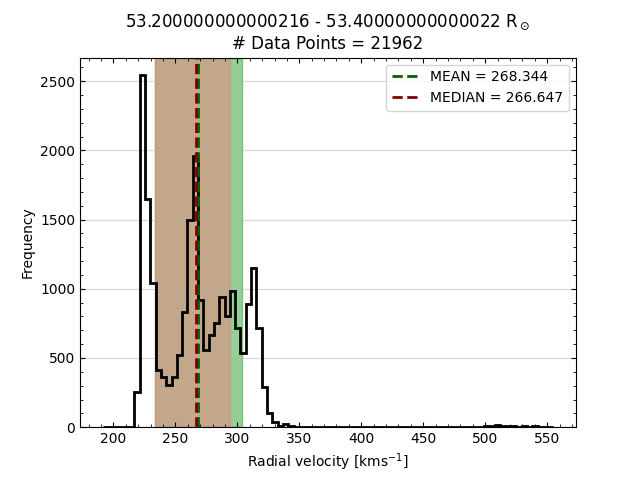 53.200000000000216 - 53.40000000000022 R⊙
# Data Points = 21962
MEAN = 268.344
MEDIAN = 266.647
Frequency
2500
2000
1500
1000
500
0
200 250 300 350 400 450 500 550
Radial velocity [kms⁻¹]